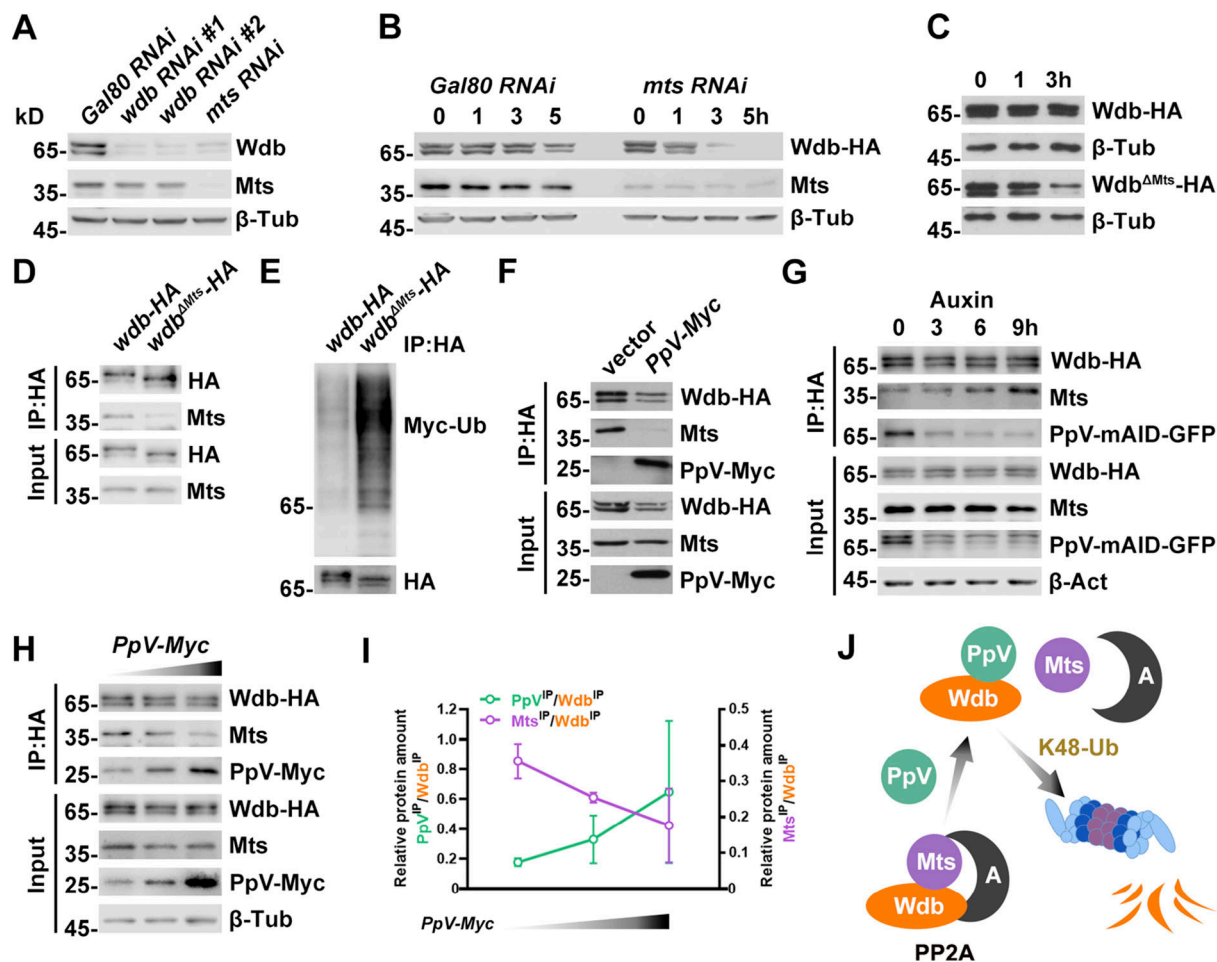 A
Gal80 RNAi
wdb RNAi #1
wdb RNAi #2
mts RNAi
kD
65- Wdb
35- Mts
45- β-Tub
B
Gal80 RNAi mts RNAi
0 1 3 5 0 1 3 5h
65- Wdb-HA
35- Mts
45- β-Tub
C
0 1 3h
65- Wdb-HA
45- β-Tub
65- Wdb^ΔMts-HA
45- β-Tub
D
wdb-HA
wdb^ΔMts-HA
IP:HA
65- HA
35- Mts
Input
65- HA
35- Mts
E
wdb-HA
wdb^ΔMts-HA
IP:HA
Myc-Ub
65-
65- HA
F
vector
PpV-Myc
IP:HA
65- Wdb-HA
35- Mts
25- PpV-Myc
Input
65- Wdb-HA
35- Mts
25- PpV-Myc
G
Auxin
0 3 6 9h
IP:HA
65- Wdb-HA
35- Mts
65- PpV-mAID-GFP
Input
65- Wdb-HA
35- Mts
65- PpV-mAID-GFP
45- β-Act
H
PpV-Myc
IP:HA
65- Wdb-HA
35- Mts
25- PpV-Myc
Input
65- Wdb-HA
35- Mts
25- PpV-Myc
45- β-Tub
I
PpV^IP/Wdb^IP
Mts^IP/Wdb^IP
Relative protein amount
PpV^IP/Wdb^IP
1.2
1.0
0.8
0.6
0.4
0.2
0
0.5
0.4
0.3
0.2
0.1
0
Relative protein amount
Mts^IP/Wdb^IP
PpV-Myc
J
PpV
Mts
A
Wdb
K48-Ub
PpV
Mts
A
Wdb
PP2A